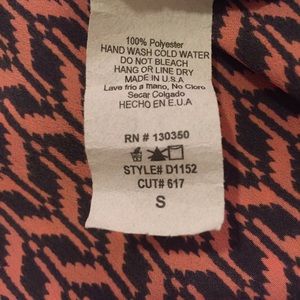 100% Polyester
HAND WASH COLD WATER
DO NOT BLEACH
HANG OR LINE DRY
MADE IN U.S.A
Lave frio a mano, No Cloro
Secar Colgado
HECHO EN E.U.A
RN # 130350
STYLE# D1152
CUT# 617
S